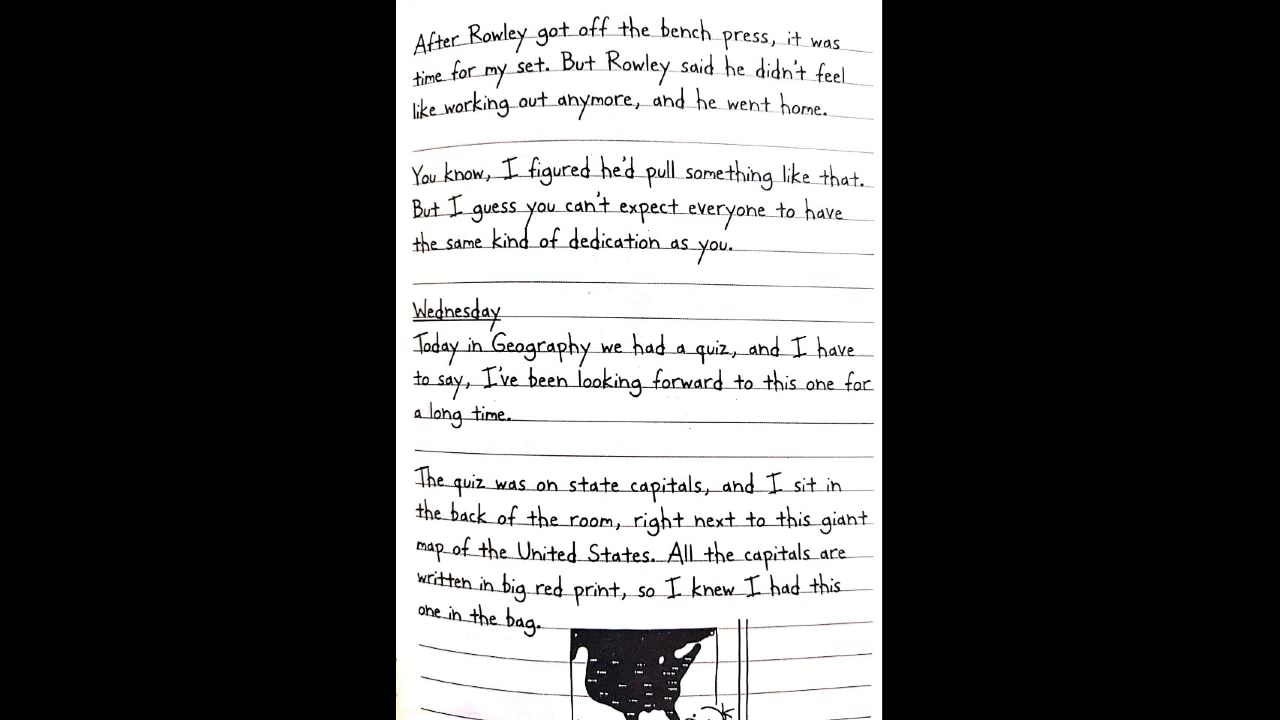 After Rowley got off the bench press, it was
time for my set. But Rowley said he didn't feel
like working out anymore, and he went home.
You know, I figured he'd pull something like that.
But I guess you can't expect everyone to have
the same kind of dedication as you.
Wednesday
Today in Geography we had a quiz, and I have
to say, I've been looking forward to this one for
a long time.
The quiz was on state capitals, and I sit in
the back of the room, right next to this giant
map of the United States. All the capitals are
written in big red print, so I knew I had this
one in the bag.